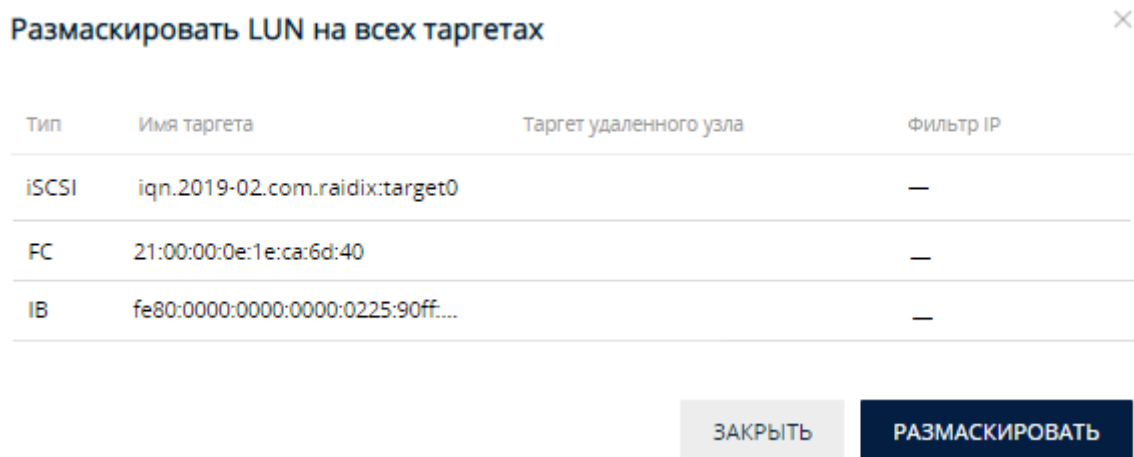 Размаскировать LUN на всех таргетах
Тип Имя таргета Таргет удаленного узла Фильтр IP
iSCSI iqn.2019-02.com.raidix:target0 —
FC 21:00:00:0e:1e:ca:6d:40 —
IB fe80:0000:0000:0000:0225:90ff:... —
ЗАКРЫТЬ РАЗМАСКИРОВАТЬ